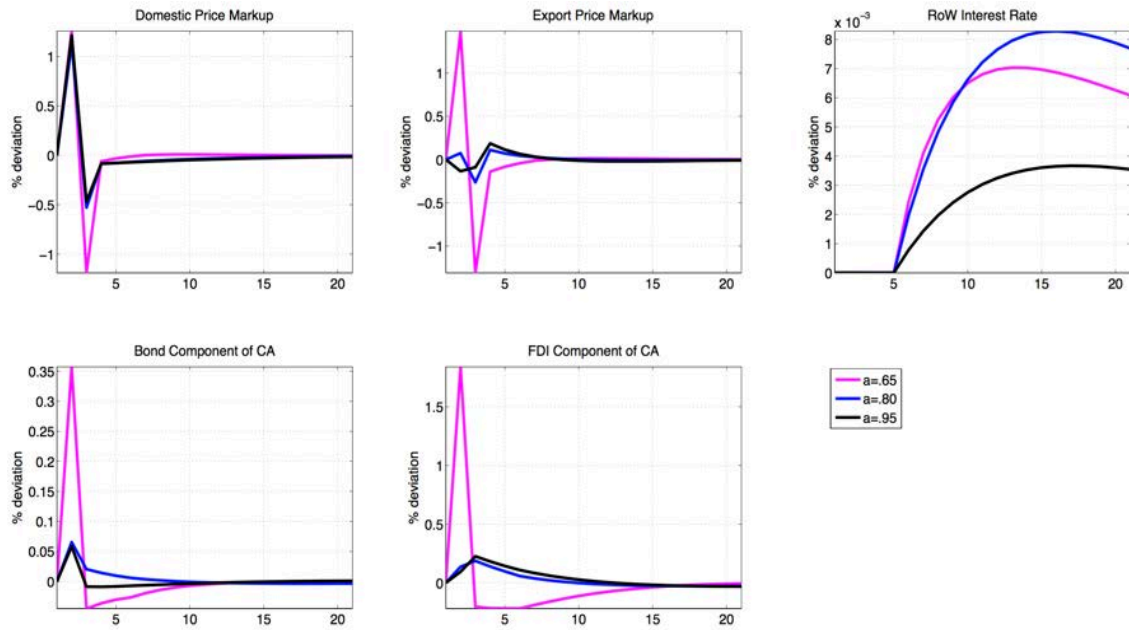 Domestic Price Markup
% deviation
1
0.5
0
−0.5
−1
5 10 15 20
Export Price Markup
% deviation
1
0.5
0
−0.5
−1
5 10 15 20
RoW Interest Rate
x 10⁻³
% deviation
8
7
6
5
4
3
2
1
0
5 10 15 20
Bond Component of CA
% deviation
0.35
0.3
0.25
0.2
0.15
0.1
0.05
0
5 10 15 20
FDI Component of CA
% deviation
1.5
1
0.5
0
5 10 15 20
a=.65
a=.80
a=.95